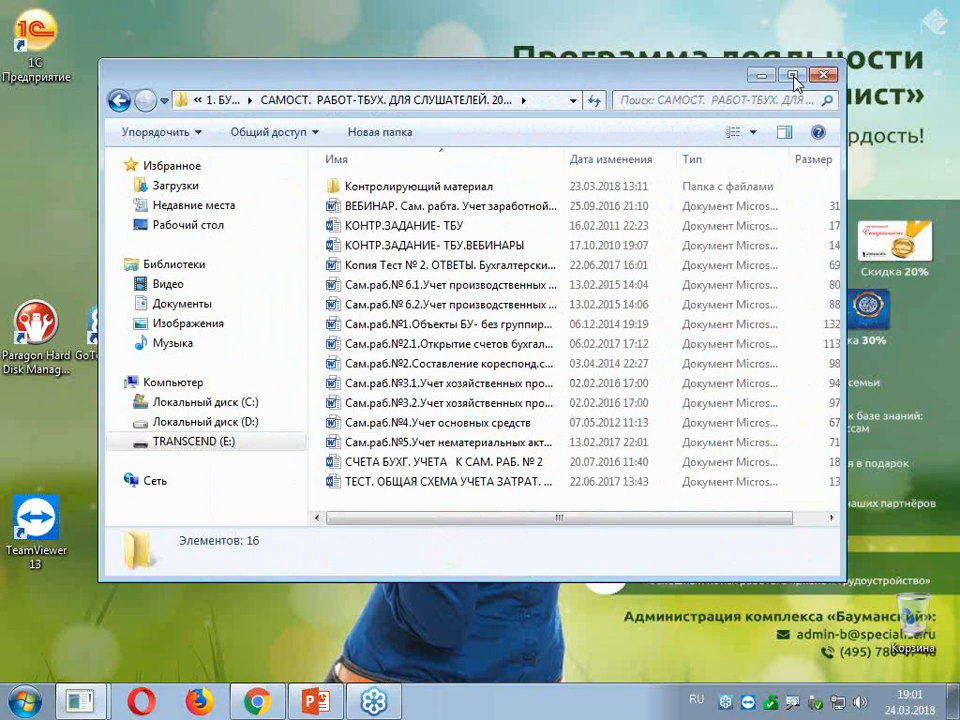 1С
Предприятие
Программа лояльности
ист»
рдость!
« 1. БУ... ▸ САМОСТ. РАБОТ-ТБУХ. ДЛЯ СЛУШАТЕЛЕЙ. 20... ▸
Поиск: САМОСТ. РАБОТ-ТБУХ. ДЛЯ ...
Упорядочить Общий доступ Новая папка
Имя Дата изменения Тип Размер
Избранное
Загрузки
Недавние места
Рабочий стол
Библиотеки
Видео
Документы
Изображения
Музыка
Компьютер
Локальный диск (C:)
Локальный диск (D:)
TRANSCEND (E:)
Сеть
Контролирующий материал 23.03.2018 13:11 Папка с файлами
ВЕБИНАР. Сам. рабта. Учет заработной... 25.09.2016 21:10 Документ Micros... 31
КОНТР.ЗАДАНИЕ- ТБУ 16.02.2011 22:23 Документ Micros... 17
КОНТР.ЗАДАНИЕ- ТБУ.ВЕБИНАРЫ 17.10.2010 19:07 Документ Micros... 14
Копия Тест № 2. ОТВЕТЫ. Бухгалтерски... 22.06.2017 16:01 Документ Micros... 69
Сам.раб.№ 6.1.Учет производственных ... 13.02.2015 14:04 Документ Micros... 80
Сам.раб.№ 6.2.Учет производственных ... 13.02.2015 14:06 Документ Micros... 88
Сам.раб.№1.Объекты БУ- без группир... 06.12.2014 19:19 Документ Micros... 132
Сам.раб.№2.1.Открытие счетов бухгал... 06.02.2017 17:12 Документ Micros... 113
Сам.раб.№2.Составление кореспонд.с... 03.04.2014 22:27 Документ Micros... 98
Сам.раб.№3.1.Учет хозяйственных про... 02.02.2016 17:00 Документ Micros... 94
Сам.раб.№3.2.Учет хозяйственных про... 02.02.2016 17:00 Документ Micros... 97
Сам.раб.№4.Учет основных средств 07.05.2012 11:13 Документ Micros... 67
Сам.раб.№5.Учет нематериальных акт... 13.02.2017 22:01 Документ Micros... 71
СЧЕТА БУХГ. УЧЕТА К САМ. РАБ. № 2 20.07.2016 11:40 Документ Micros... 18
ТЕСТ. ОБЩАЯ СХЕМА УЧЕТА ЗАТРАТ. ... 22.06.2017 13:43 Документ Micros... 13
Элементов: 16
Скидка 20%
ка 30%
семьи
к базе знаний:
ссам
я в подарок
наших партнёров
Paragon Hard
Disk Manag...
GoTo
TeamViewer
13
Администрация комплекса «Бауманский»:
admin-b@specialist.ru
(495) 780
Корзина
RU
19:01
24.03.2018